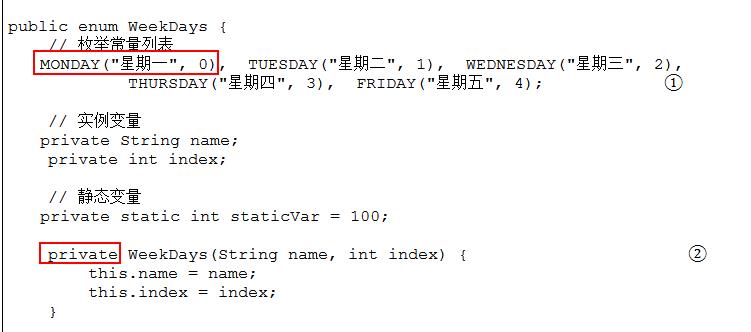 public enum WeekDays {
// 枚举常量列表
MONDAY("星期一", 0), TUESDAY("星期二", 1), WEDNESDAY("星期三", 2),
THURSDAY("星期四", 3), FRIDAY("星期五", 4); ①
// 实例变量
private String name;
private int index;
// 静态变量
private static int staticVar = 100;
private WeekDays(String name, int index) { ②
this.name = name;
this.index = index;
}